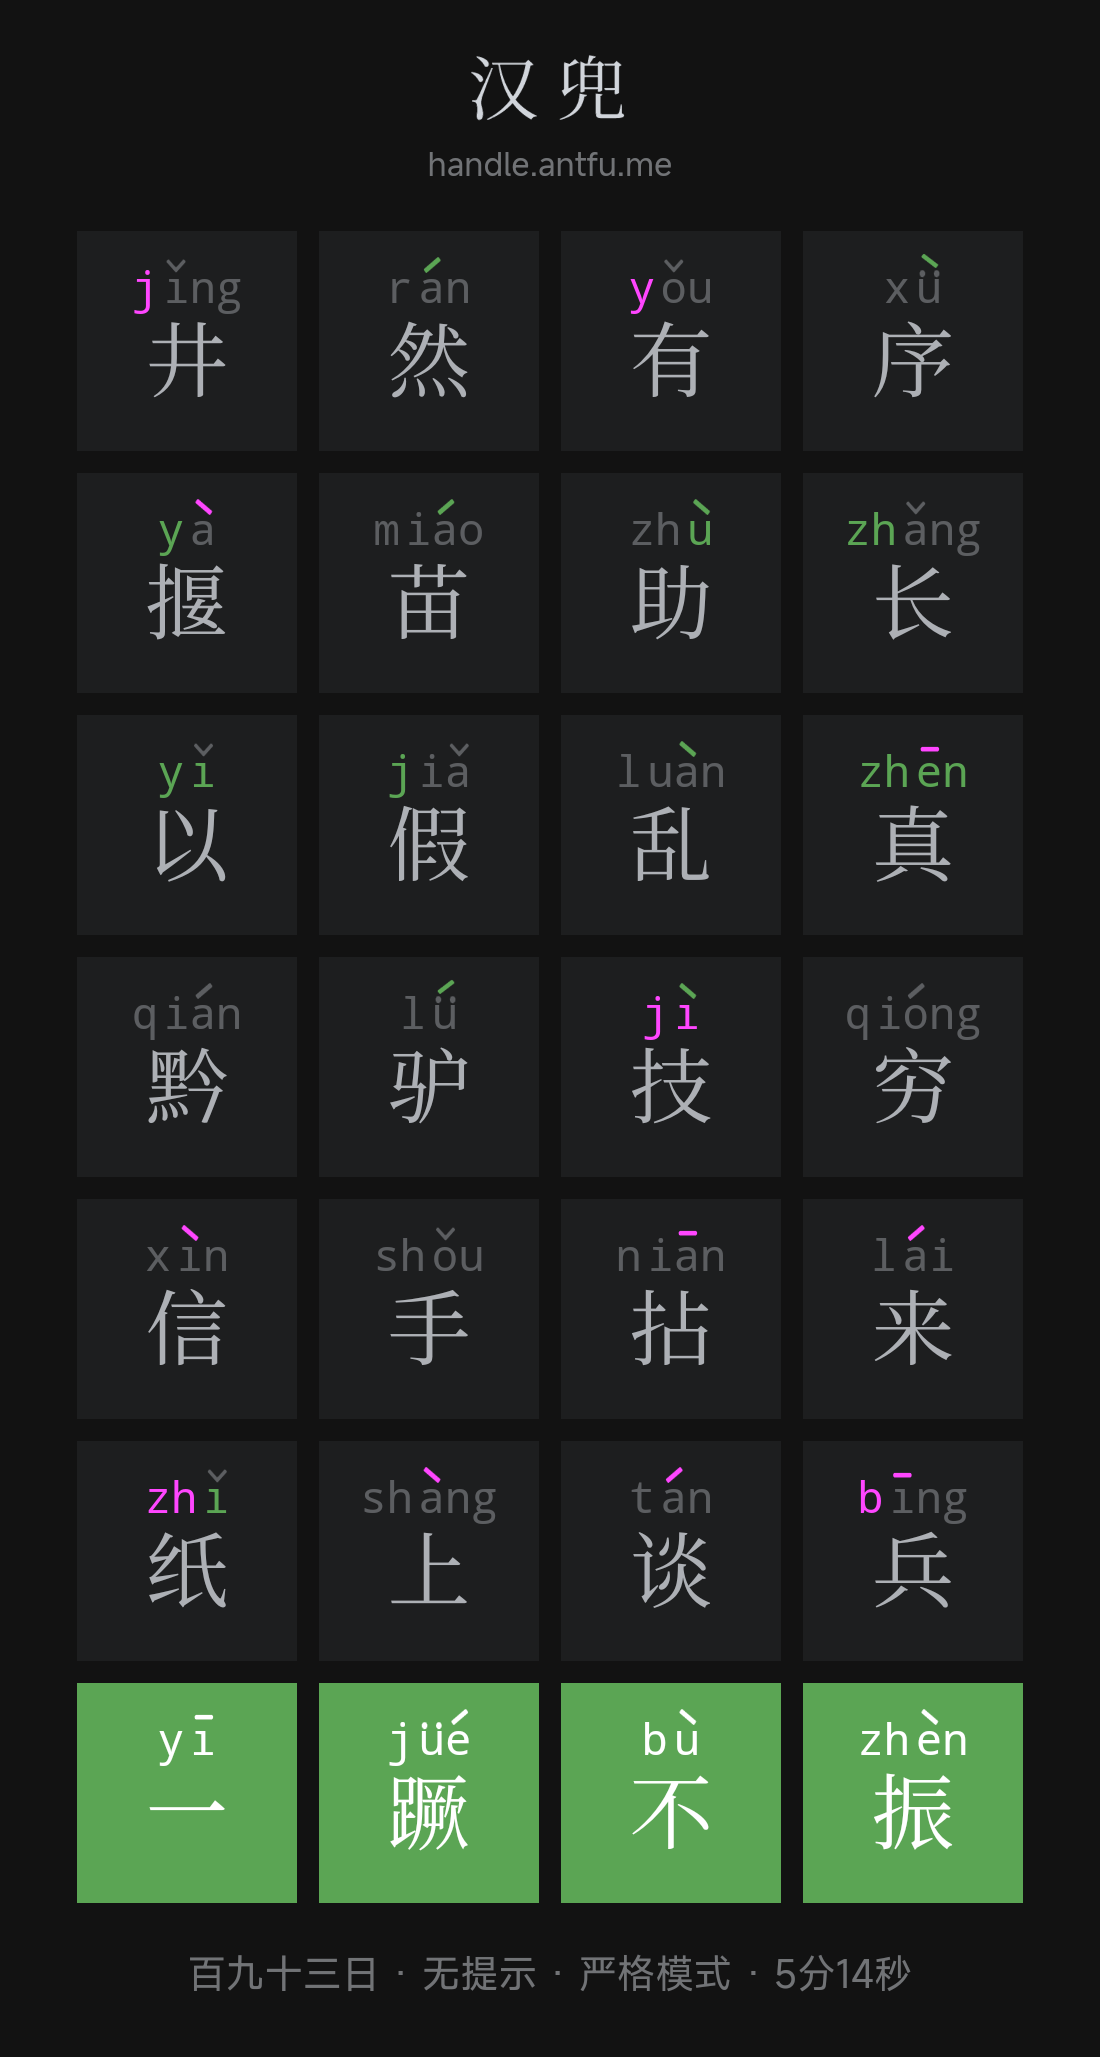 汉兜
handle.antfu.me
jǐng rán yǒu xǜ
井 然 有 序
yà miáo zhù zhǎng
揠 苗 助 长
yǐ jiǎ luàn zhēn
以 假 乱 真
qián lǘ jì qióng
黔 驴 技 穷
xìn shǒu niān lái
信 手 拈 来
zhǐ shàng tán bīng
纸 上 谈 兵
yī jüé bù zhèn
一 蹶 不 振
百九十三日 · 无提示 · 严格模式 · 5分14秒